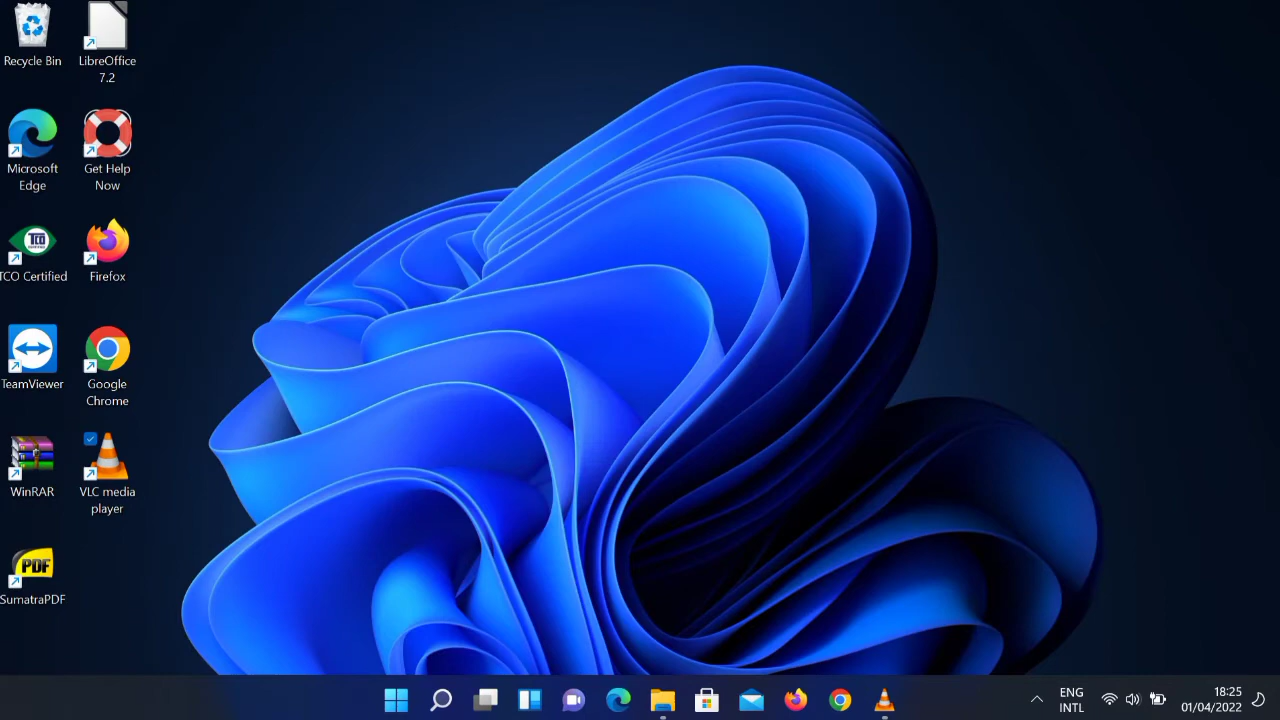 Recycle Bin
LibreOffice
7.2
Microsoft
Edge
Get Help
Now
TCO
TCO Certified
Firefox
TeamViewer
Google
Chrome
WinRAR
VLC media
player
PDF
SumatraPDF
ENG
INTL
18:25
01/04/2022